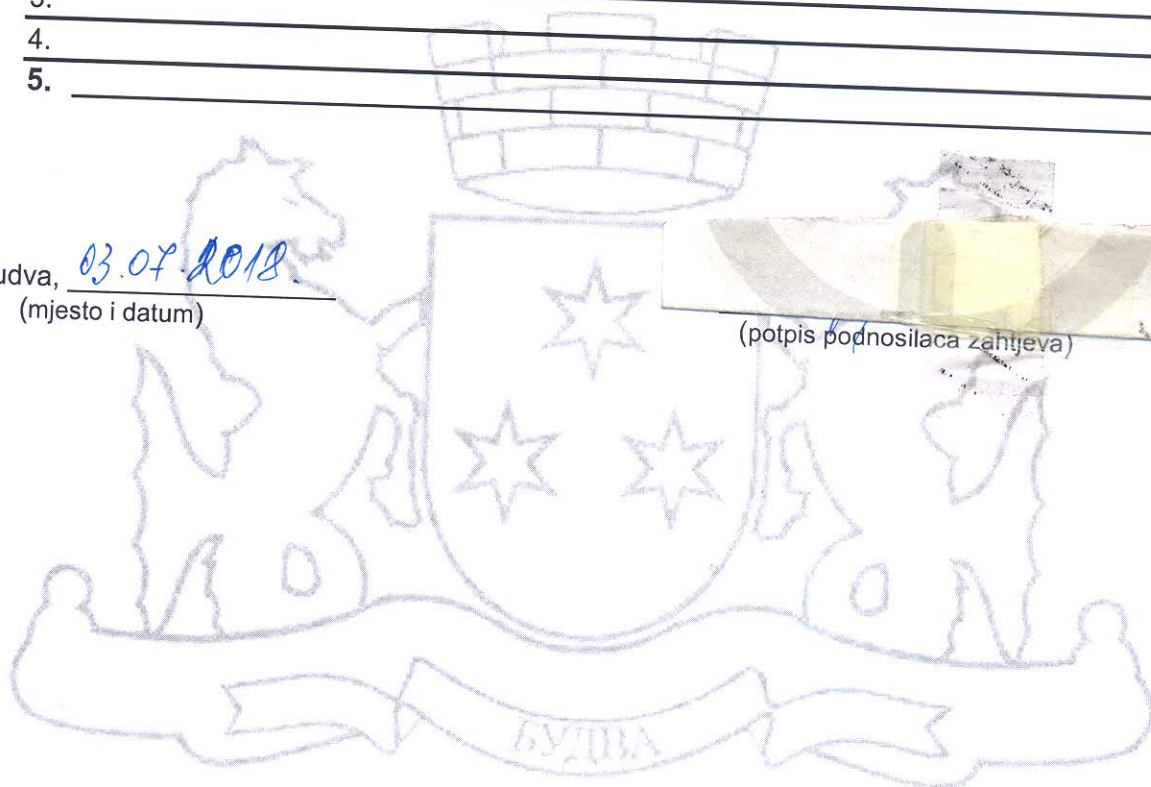 4.
5.
udva, 03.07.2018.
(mjesto i datum)
(potpis podnosilaca zahtjeva)
БУДВА